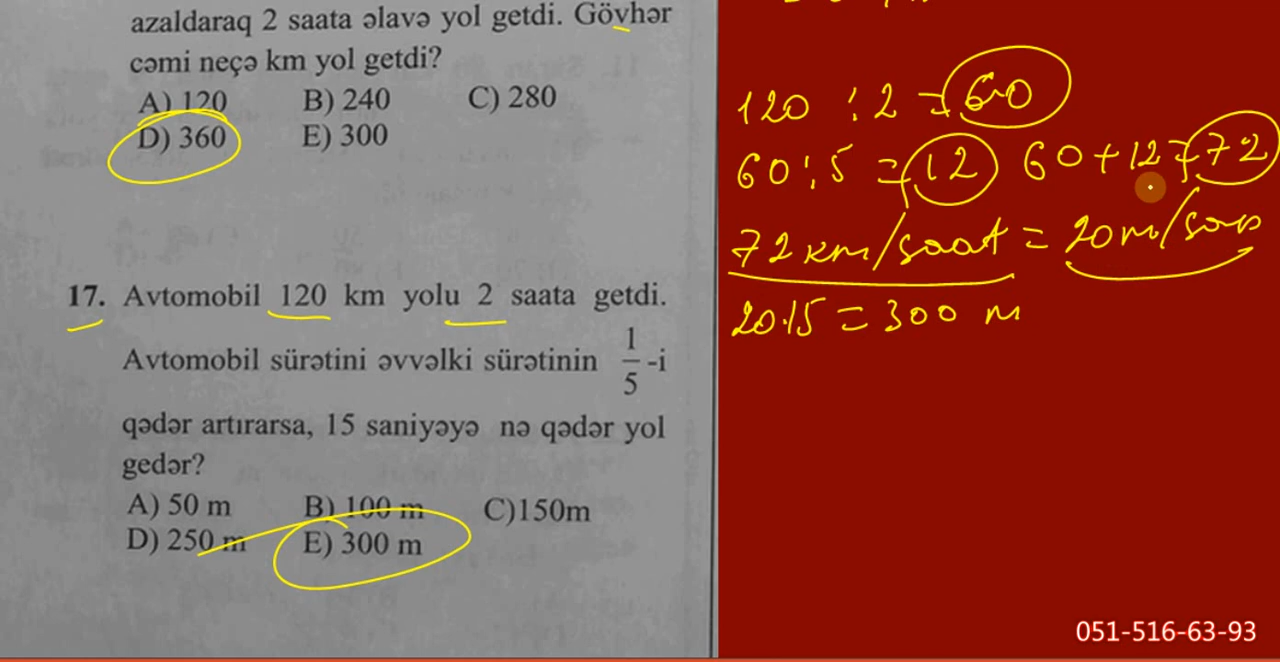 azaldaraq 2 saata əlavə yol getdi. Gövhər
cəmi neçə km yol getdi?
A) 120 B) 240 C) 280
D) 360 E) 300
17. Avtomobil 120 km yolu 2 saata getdi.
Avtomobil sürətini əvvəlki sürətinin 1/5 -i
qədər artırarsa, 15 saniyəyə nə qədər yol
gedər?
A) 50 m B) 100 m C)150m
D) 250 m E) 300 m
120 : 2 = 60
60 : 5 = 12 60 + 12 = 72
72 km/saat = 20 m/san
20·15 = 300 m
051-516-63-93